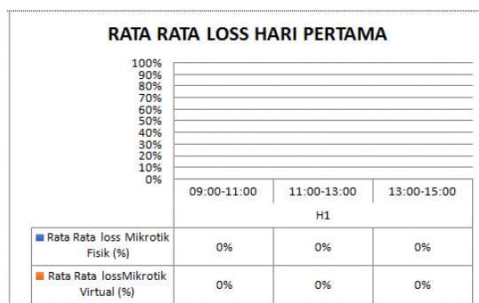 RATA RATA LOSS HARI PERTAMA
100%
90%
80%
70%
60%
50%
40%
30%
20%
10%
0%
09:00-11:00 11:00-13:00 13:00-15:00
H1
Rata Rata loss Mikrotik
Fisik (%)
0% 0% 0%
Rata Rata lossMikrotik
Virtual (%)
0% 0% 0%